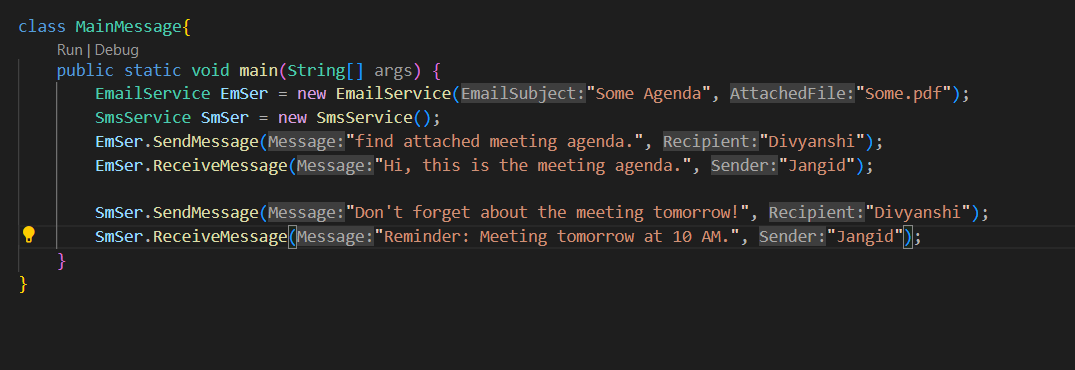 class MainMessage{
Run | Debug
public static void main(String[] args) {
EmailService EmSer = new EmailService(EmailSubject:"Some Agenda", AttachedFile:"Some.pdf");
SmsService SmSer = new SmsService();
EmSer.SendMessage(Message:"find attached meeting agenda.", Recipient:"Divyanshi");
EmSer.ReceiveMessage(Message:"Hi, this is the meeting agenda.", Sender:"Jangid");
SmSer.SendMessage(Message:"Don't forget about the meeting tomorrow!", Recipient:"Divyanshi");
SmSer.ReceiveMessage(Message:"Reminder: Meeting tomorrow at 10 AM.", Sender:"Jangid");
}
}